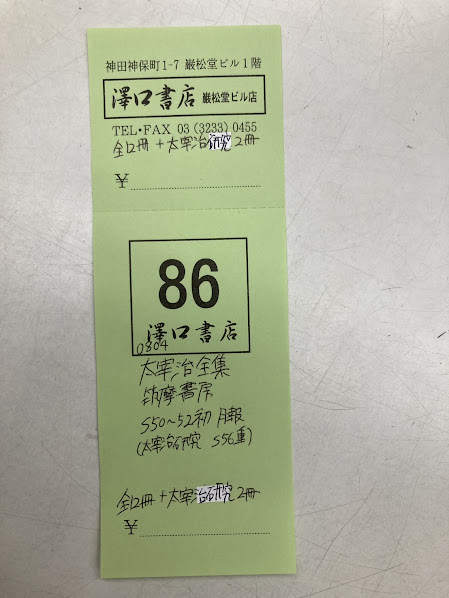 神田神保町1-7 巌松堂ビル1階
澤口書店 巌松堂ビル店
TEL・FAX 03 (3233) 0455
全12冊 + 太宰治研究 2冊
¥
86
澤口書店
0804
太宰治全集
筑摩書房
S50~52初 月報
(太宰治研究 S56重)
全12冊 + 太宰治研究 2冊
¥